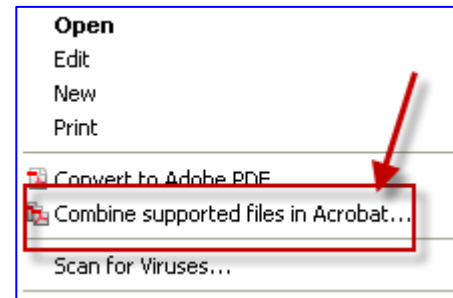 Open
Edit
New
Print
Convert to Adobe PDF
Combine supported files in Acrobat...
Scan for Viruses...